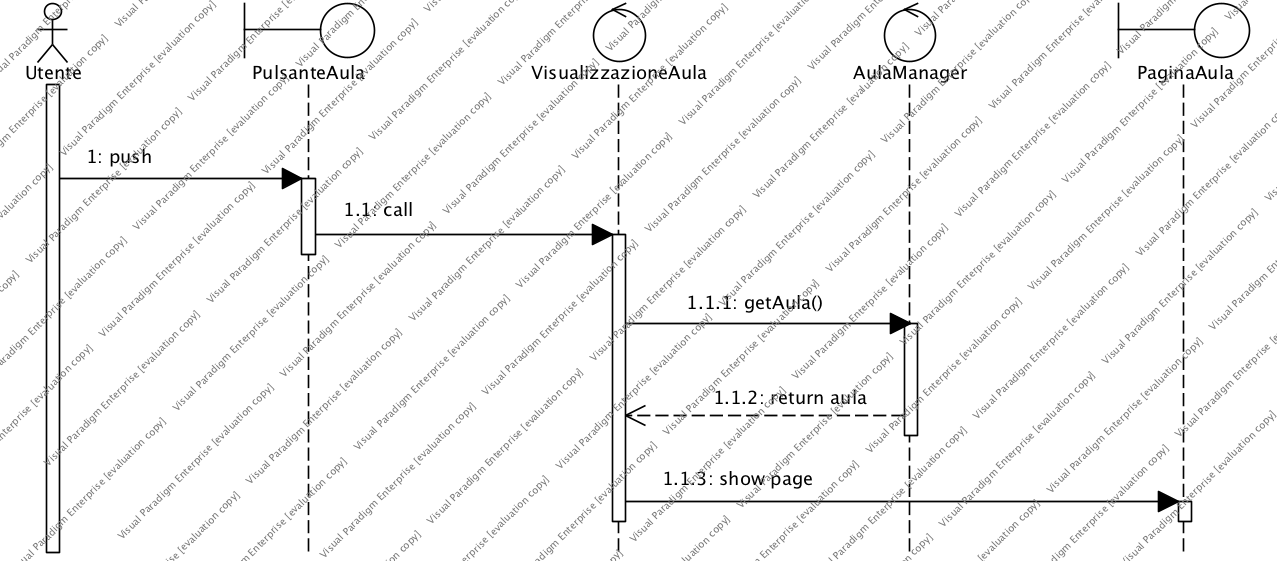 Utente
PulsanteAula
VisualizzazioneAula
AulaManager
PaginaAula
1: push
1.1: call
1.1.1: getAula()
1.1.2: return aula
1.1.3: show page
Visual Paradigm Enterprise [evaluation copy]